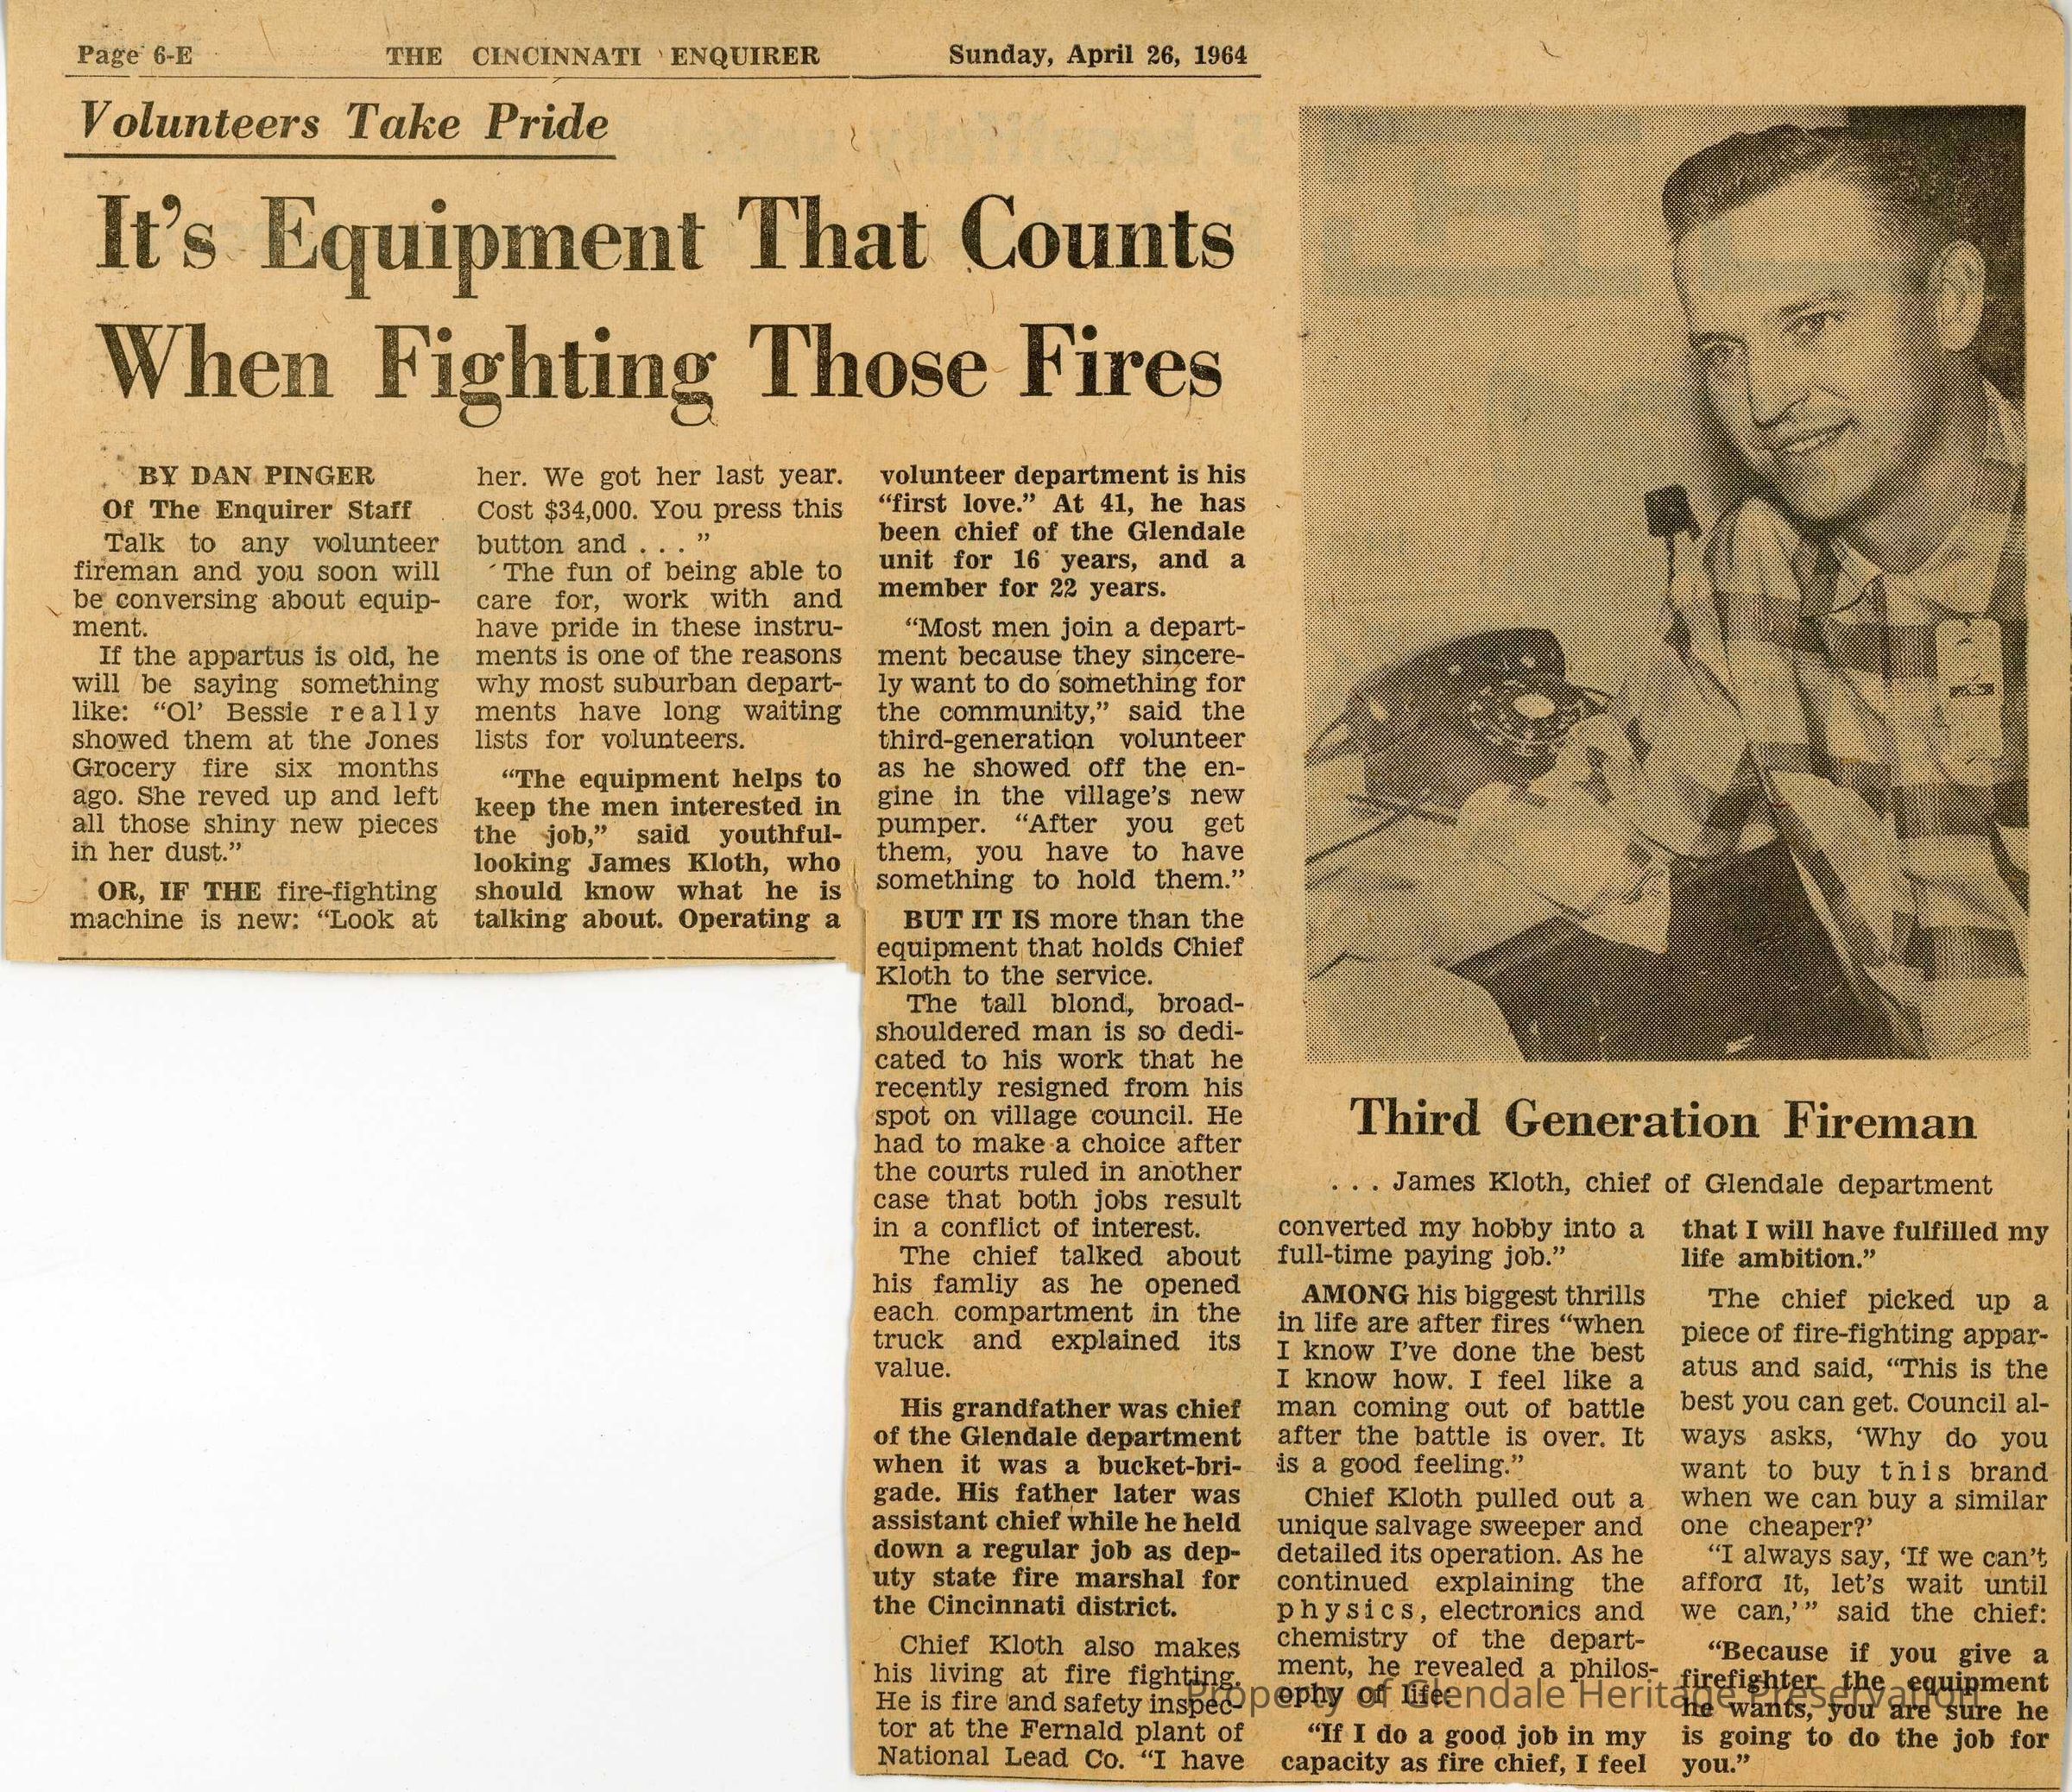 Page 6-E THE CINCINNATI ENQUIRER Sunday, April 26, 1964
Volunteers Take Pride
It's Equipment That Counts
When Fighting Those Fires
BY DAN PINGER
Of The Enquirer Staff
Talk to any volunteer
fireman and you soon will
be conversing about equip-
ment.
If the appartus is old, he
will be saying something
like: “Ol’ Bessie really
showed them at the Jones
Grocery fire six months
ago. She reved up and left
all those shiny new pieces
in her dust.”
OR, IF THE fire-fighting
machine is new: “Look at
her. We got her last year.
Cost $34,000. You press this
button and . . . ”
The fun of being able to
care for, work with and
have pride in these instru-
ments is one of the reasons
why most suburban depart-
ments have long waiting
lists for volunteers.
“The equipment helps to
keep the men interested in
the job,” said youthful-
looking James Kloth, who
should know what he is
talking about. Operating a
volunteer department is his
“first love.” At 41, he has
been chief of the Glendale
unit for 16 years, and a
member for 22 years.
“Most men join a depart-
ment because they sincere-
ly want to do something for
the community,” said the
third-generation volunteer
as he showed off the en-
gine in the village’s new
pumper. “After you get
them, you have to have
something to hold them.”
BUT IT IS more than the
equipment that holds Chief
Kloth to the service.
The tall blond, broad-
shouldered man is so dedi-
cated to his work that he
recently resigned from his
spot on village council. He
had to make a choice after
the courts ruled in another
case that both jobs result
in a conflict of interest.
The chief talked about
his famliy as he opened
each compartment in the
truck and explained its
value.
His grandfather was chief
of the Glendale department
when it was a bucket-bri-
gade. His father later was
assistant chief while he held
down a regular job as dep-
uty state fire marshal for
the Cincinnati district.
Chief Kloth also makes
his living at fire fighting.
He is fire and safety inspec-
tor at the Fernald plant of
National Lead Co. “I have
Third Generation Fireman
. . . James Kloth, chief of Glendale department
converted my hobby into a
full-time paying job.”
AMONG his biggest thrills
in life are after fires “when
I know I’ve done the best
I know how. I feel like a
man coming out of battle
after the battle is over. It
is a good feeling.”
Chief Kloth pulled out a
unique salvage sweeper and
detailed its operation. As he
continued explaining the
physics, electronics and
chemistry of the depart-
ment, he revealed a philos-
ophy of life:
“If I do a good job in my
capacity as fire chief, I feel
that I will have fulfilled my
life ambition.”
The chief picked up a
piece of fire-fighting appar-
atus and said, “This is the
best you can get. Council al-
ways asks, ‘Why do you
want to buy this brand
when we can buy a similar
one cheaper?’
“I always say, ‘If we can’t
afford it, let’s wait until
we can,’” said the chief:
“Because if you give a
firefighter the equipment
he wants, you are sure he
is going to do the job for
you.”
Property of Glendale Heritage Preservation